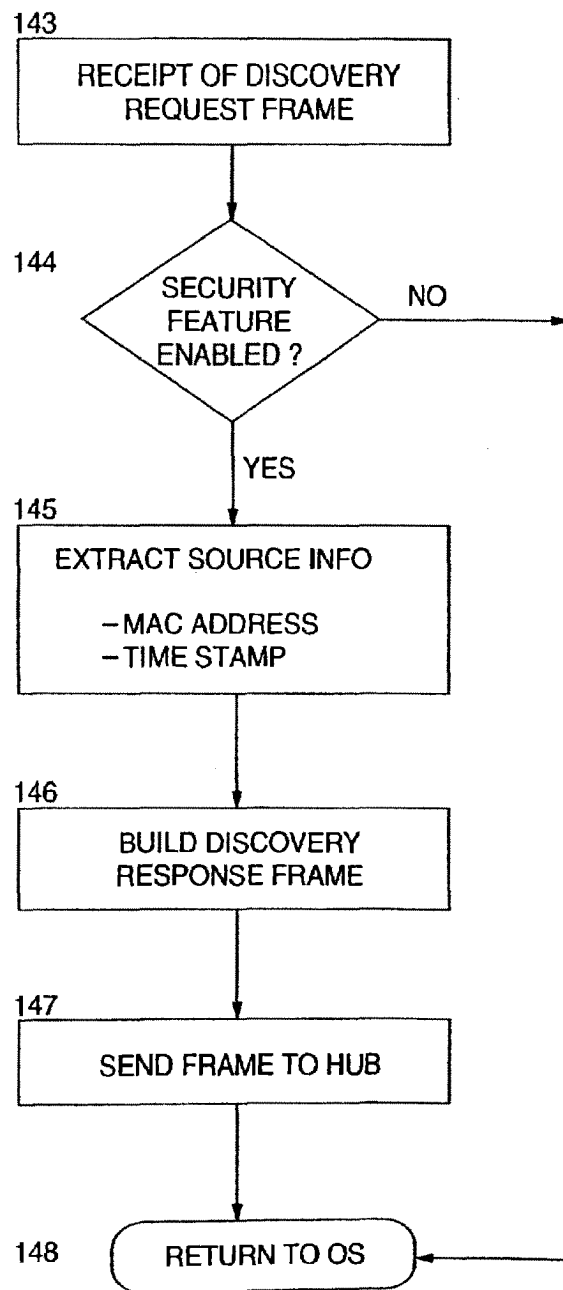 143
RECEIPT OF DISCOVERY
REQUEST FRAME
144
SECURITY
FEATURE
ENABLED ?
NO
YES
145
EXTRACT SOURCE INFO
– MAC ADDRESS
– TIME STAMP
146
BUILD DISCOVERY
RESPONSE FRAME
147
SEND FRAME TO HUB
148
RETURN TO OS